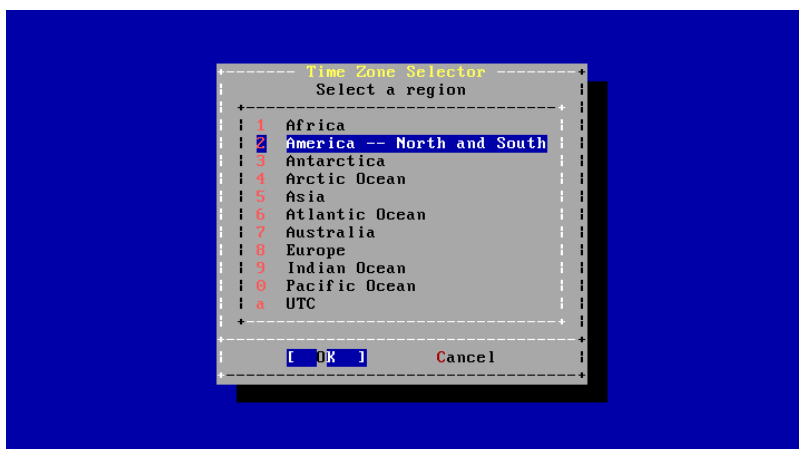 Time Zone Selector
Select a region
1 Africa
2 America -- North and South
3 Antarctica
4 Arctic Ocean
5 Asia
6 Atlantic Ocean
7 Australia
8 Europe
9 Indian Ocean
0 Pacific Ocean
a UTC
[ OK ] Cancel